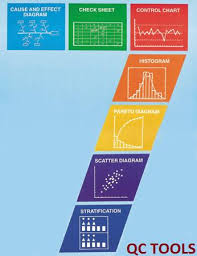 CAUSE AND EFFECT
DIAGRAM
CHECK SHEET
CONTROL CHART
HISTOGRAM
PARETO DIAGRAM
SCATTER DIAGRAM
STRATIFICATION
QC TOOLS